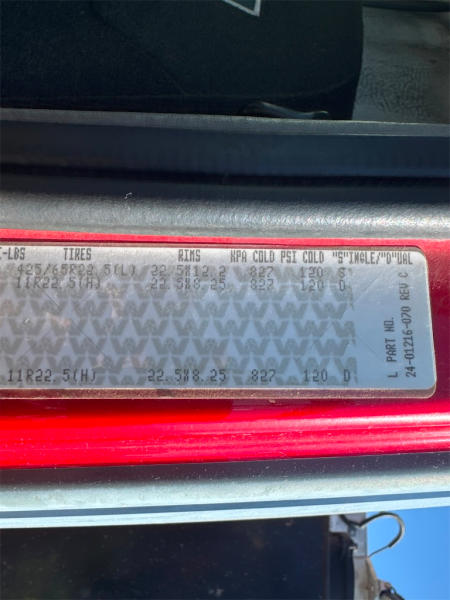 -LBS TIRES RIMS KPA COLD PSI COLD "S"INGLE/"D"UAL
425/65R22.5(L) 22.5X12.2 827 120 S
11R22.5(H) 22.5X8.25 827 120 D
11R22.5(H) 22.5X8.25 827 120 D
L PART NO.
24-01216-070 REV C